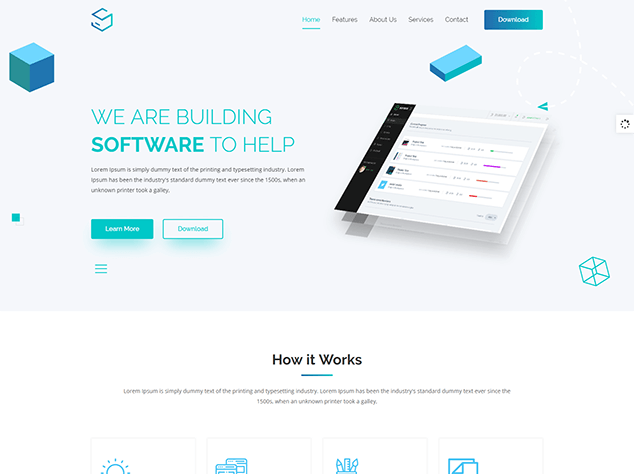 Home Features About Us Services Contact Download
WE ARE BUILDING
SOFTWARE TO HELP
Lorem Ipsum is simply dummy text of the printing and typesetting industry. Lorem
Ipsum has been the industry's standard dummy text ever since the 1500s, when an
unknown printer took a galley.
Learn More Download
How it Works
Lorem Ipsum is simply dummy text of the printing and typesetting industry. Lorem Ipsum has been the industry's standard dummy text ever since the
1500s, when an unknown printer took a galley of type and scrambled.